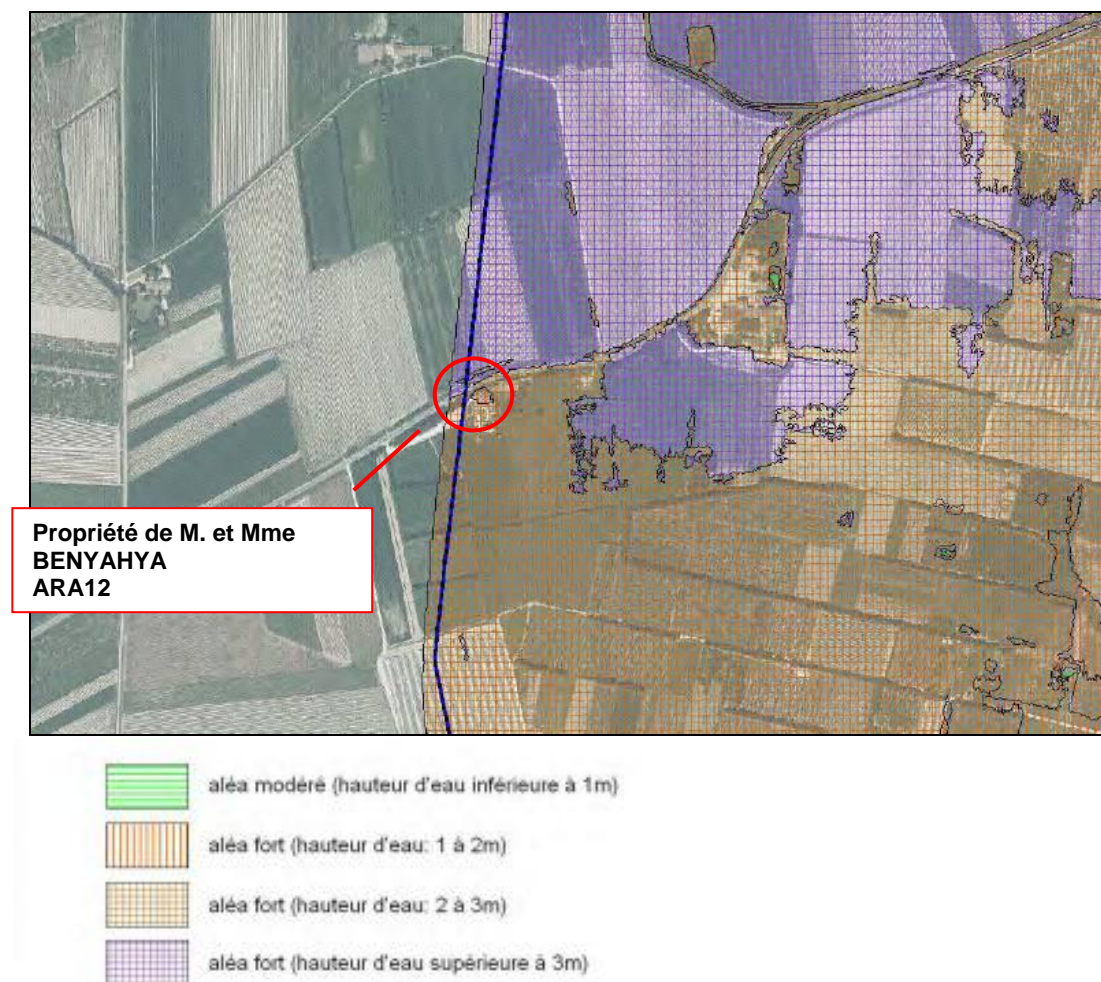 Propriété de M. et Mme
BENYAHYA
ARA12
aléa modéré (hauteur d'eau inférieure à 1m)
aléa fort (hauteur d'eau: 1 à 2m)
aléa fort (hauteur d'eau: 2 à 3m)
aléa fort (hauteur d'eau supérieure à 3m)